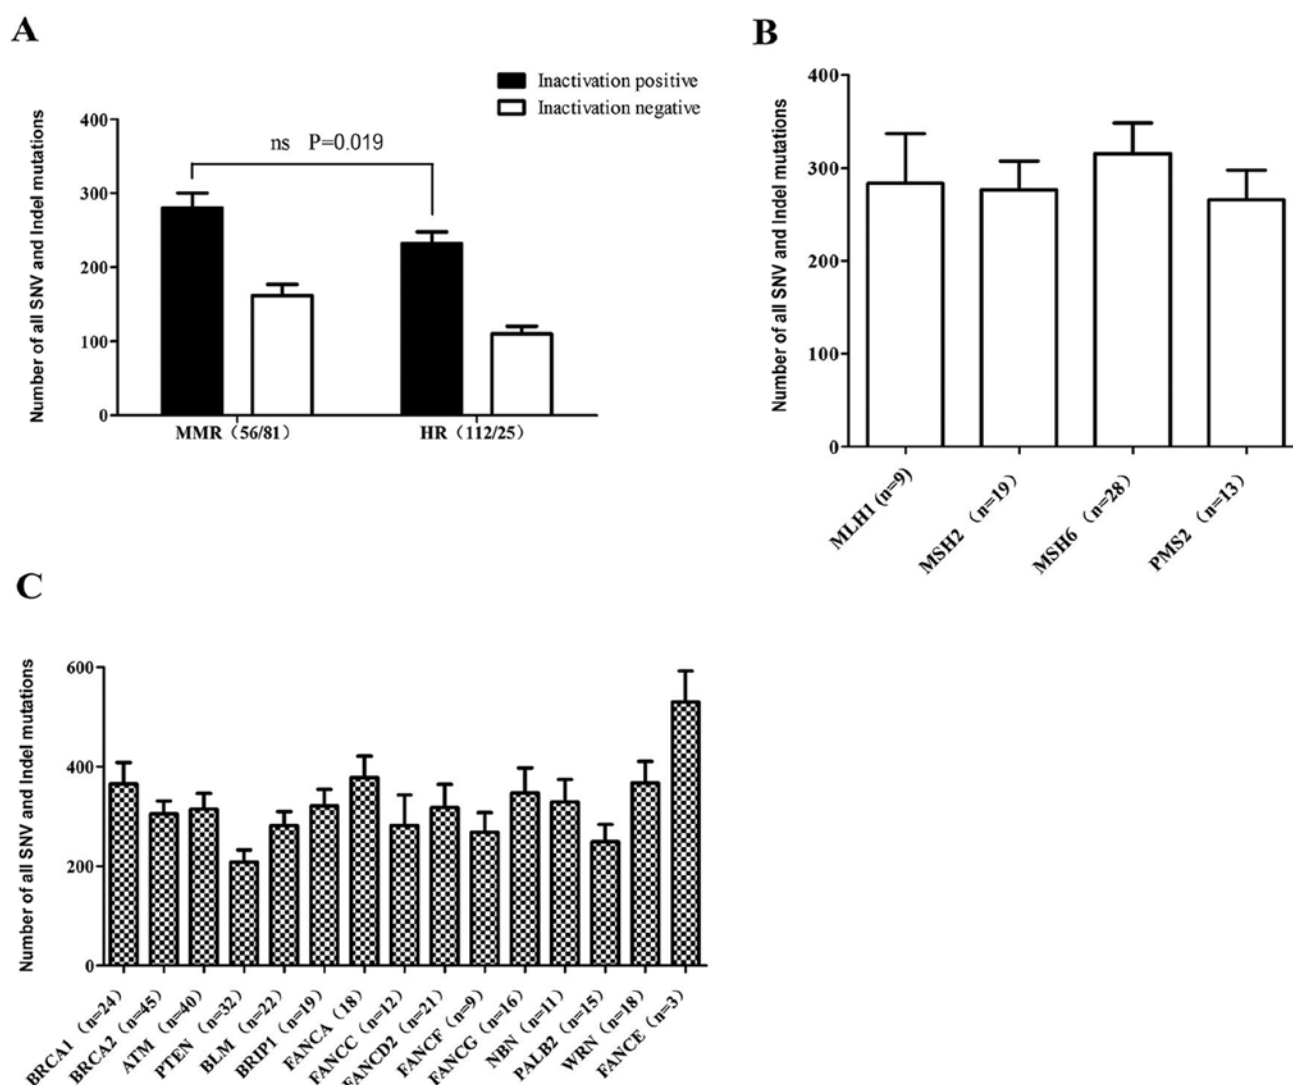 A
Inactivation positive
Inactivation negative
Number of all SNV and Indel mutations
400
300
200
100
0
ns P=0.019
MMR（56/81）
HR（112/25）
B
Number of all SNV and Indel mutations
400
300
200
100
0
MLH1 (n=9)
MSH2（n=19）
MSH6（n=28）
PMS2（n=13）
C
Number of all SNV and Indel mutations
600
400
200
0
BRCA1（n=24）
BRCA2（n=45）
ATM（n=40）
PTEN（n=32）
BLM（n=22）
BRIP1（n=19）
FANCA（18）
FANCC（n=12）
FANCD2（n=21）
FANCF（n=9）
FANCG（n=16）
NBN（n=11）
PALB2（n=15）
WRN（n=18）
FANCE（n=3）